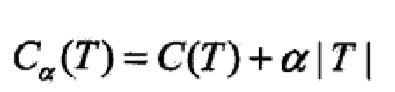 C_α(T) = C(T) + α|T|